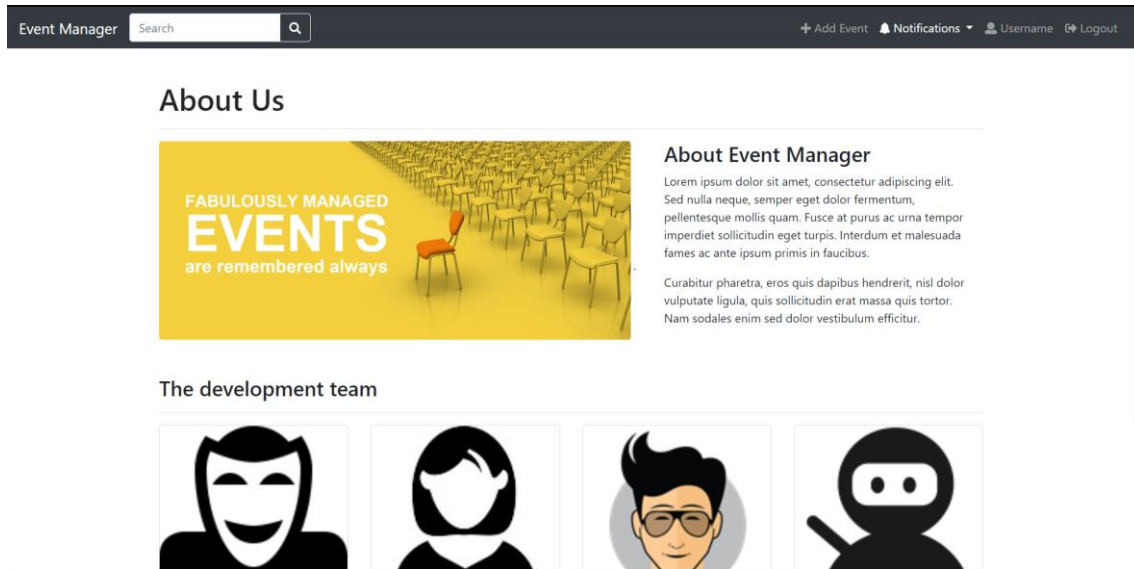 Event Manager Search Add Event Notifications Username Logout
About Us
FABULOUSLY MANAGED
EVENTS
are remembered always
About Event Manager
Lorem ipsum dolor sit amet, consectetur adipiscing elit.
Sed nulla neque, semper eget dolor fermentum,
pellentesque mollis quam. Fusce at purus ac urna tempor
imperdiet sollicitudin eget turpis. Interdum et malesuada
fames ac ante ipsum primis in faucibus.
Curabitur pharetra, eros quis dapibus hendrerit, nisl dolor
vulputate ligula, quis sollicitudin erat massa quis tortor.
Nam sodales enim sed dolor vestibulum efficitur.
The development team